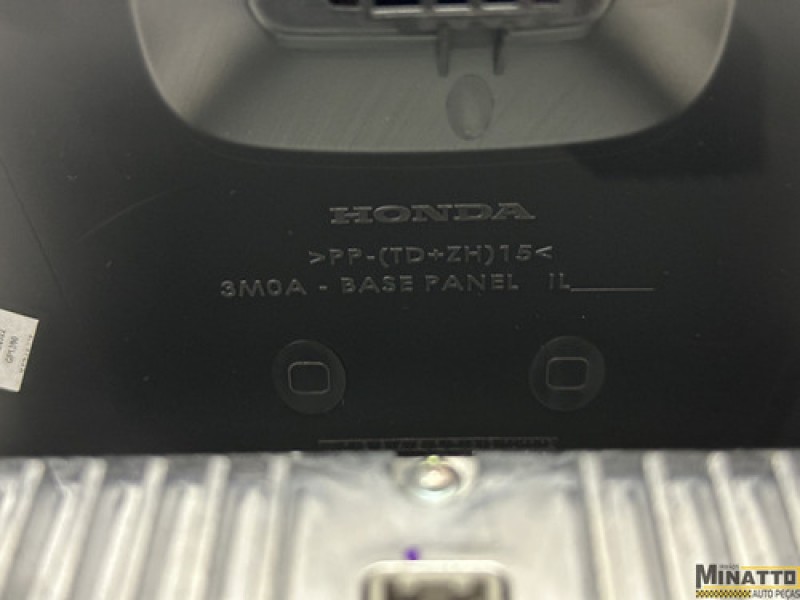 HONDA
>PP-(TD+ZH)15<
3M0A - BASE PANEL IL
MINATTO
AUTO PEÇAS